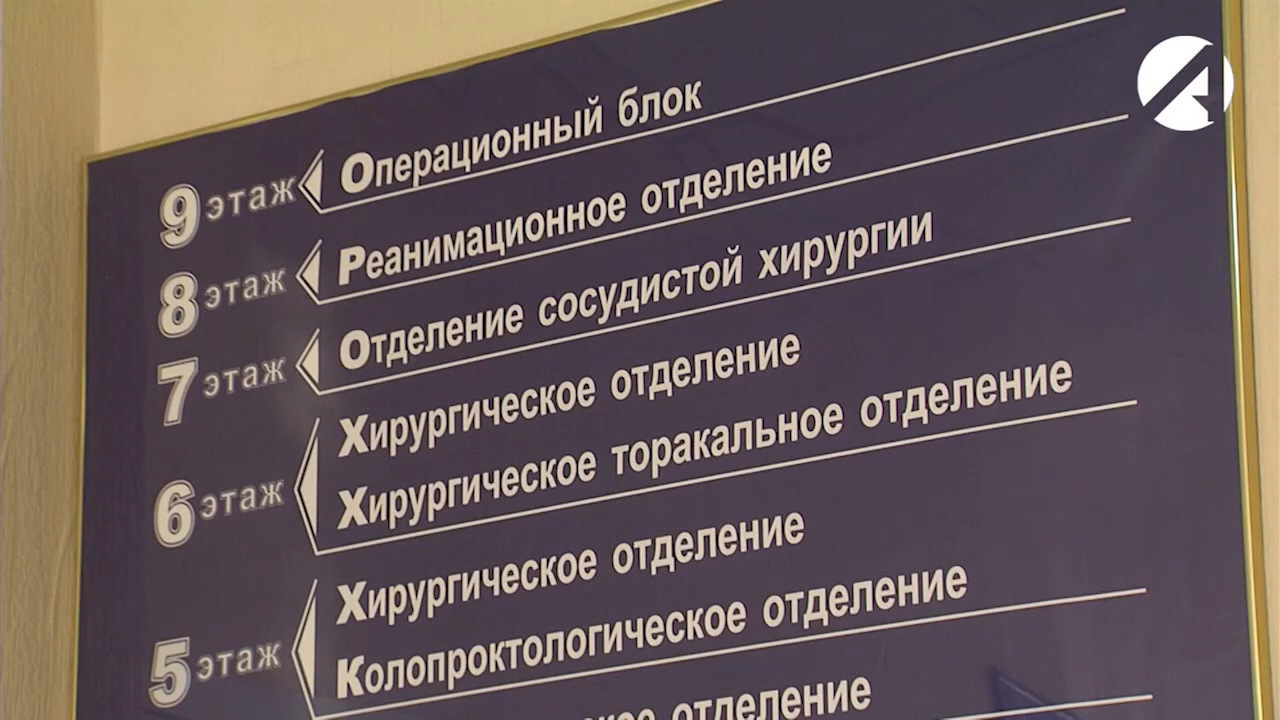 9 этаж Операционный блок
8 этаж Реанимационное отделение
7 этаж Отделение сосудистой хирургии
Хирургическое отделение
6 этаж Хирургическое торакальное отделение
Хирургическое отделение
5 этаж Колопроктологическое отделение
отделение